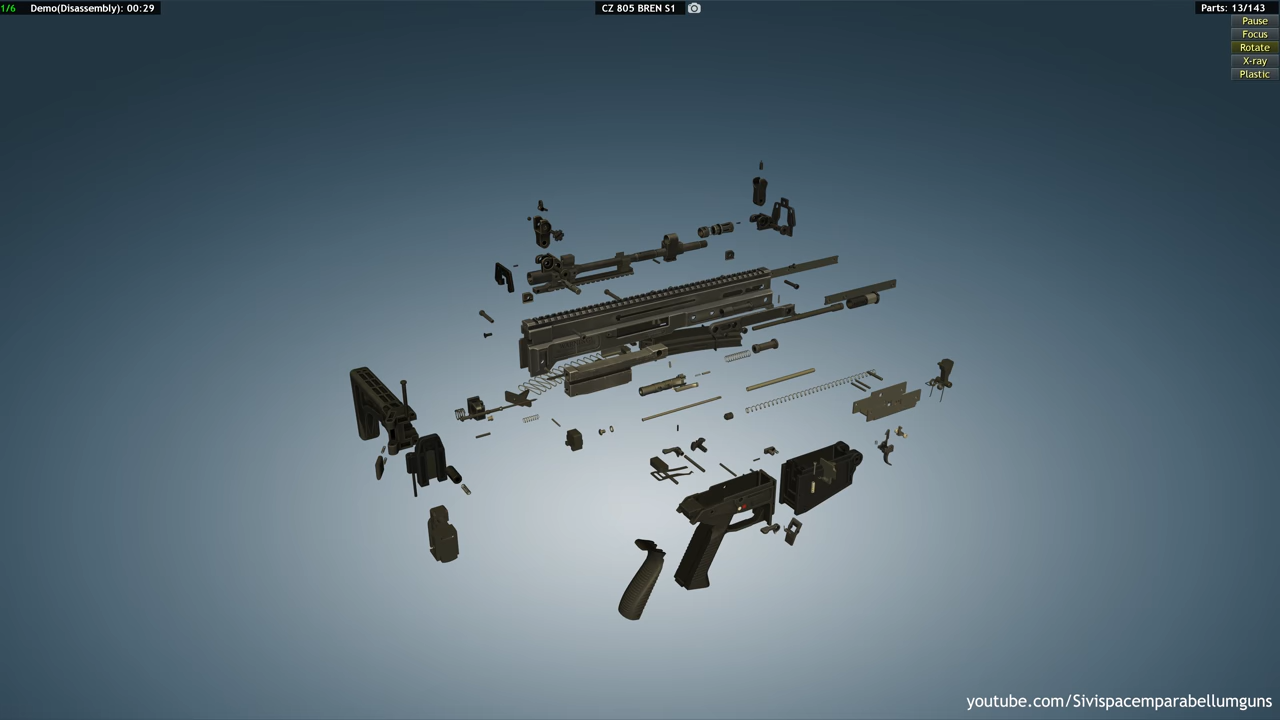 1/6 Demo(Disassembly): 00:29
CZ 805 BREN S1
Parts: 13/143
Pause
Focus
Rotate
X-ray
Plastic
youtube.com/Sivispacemparabellumguns